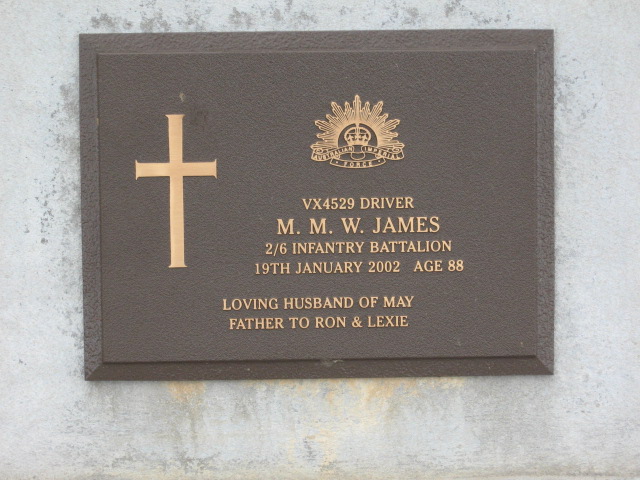 AUSTRALIAN IMPERIAL
FORCE
VX4529 DRIVER
M. M. W. JAMES
2/6 INFANTRY BATTALION
19TH JANUARY 2002 AGE 88
LOVING HUSBAND OF MAY
FATHER TO RON & LEXIE